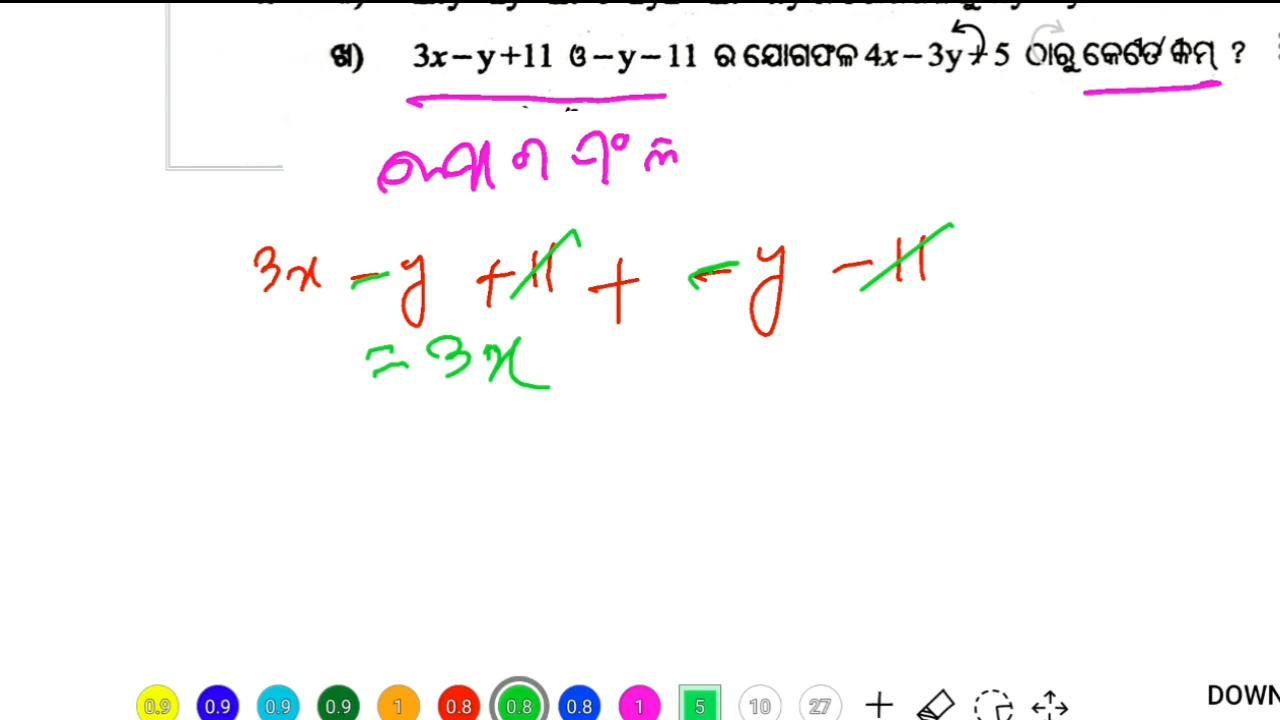 ଖ) 3x–y+11 ଓ –y–11 ର ଯୋଗଫଳ 4x–3y+5 ଠାରୁ କେତେ କମ୍ ?
3x – y + 11 + – y – 11
= 3x
0.9 0.9 0.9 0.9 1 0.8 0.8 0.8 1 5 10 27 DOWN